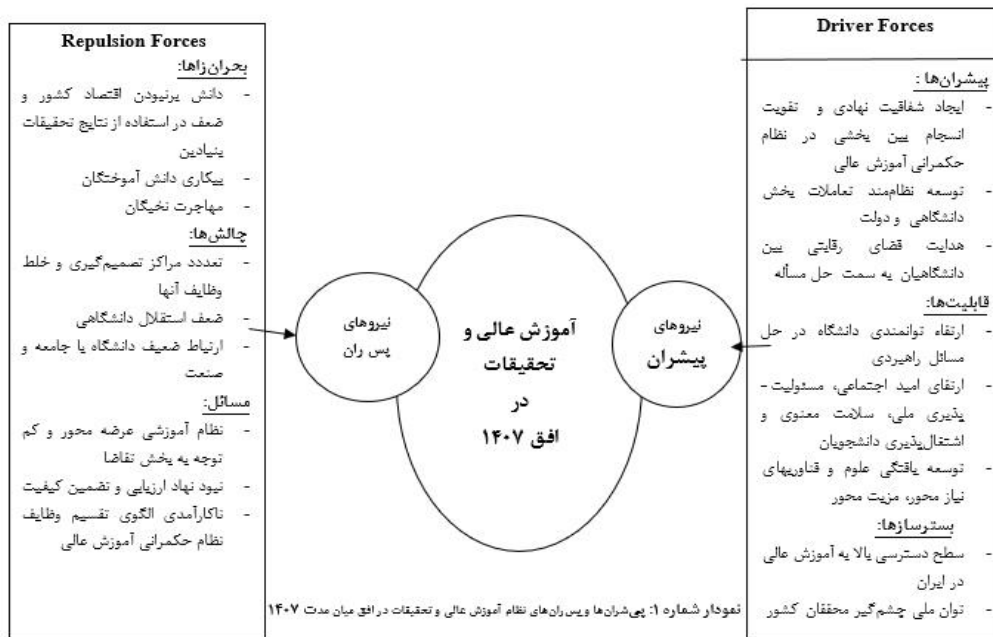 Driver Forces
پیشران‌ها :
- ایجاد شفافیت نهادی و تقویت
انسجام بین بخشی در نظام
حکمرانی آموزش عالی
- توسعه نظام‌مند تعاملات بخش
دانشگاهی و دولت
- هدایت فضای رقابتی بین
دانشگاهیان به سمت حل مسأله
قابلیت‌ها:
- ارتقاء توانمندی دانشگاه در حل
مسائل راهبردی
- ارتقای امید اجتماعی، مسئولیت-
پذیری ملی، سلامت معنوی و
اشتغال‌پذیری دانشجویان
- توسعه یافتگی علوم و فناوریهای
نیاز محور، مزیت محور
بسترسازها:
- سطح دسترسی بالا به آموزش عالی
در ایران
- توان ملی چشم‌گیر محققان کشور
نیروهای
پیشران
آموزش عالی و
تحقیقات
در
افق ۱۴۰۷
نیروهای
پس ران
Repulsion Forces
بحران‌زاها:
- دانش برنبودن اقتصاد کشور و
ضعف در استفاده از نتایج تحقیقات
بنیادین
- بیکاری دانش آموختگان
- مهاجرت نخبگان
چالش‌ها:
- تعددد مراکز تصمیم‌گیری و خلط
وظایف آنها
- ضعف استقلال دانشگاهی
- ارتباط ضعیف دانشگاه با جامعه و
صنعت
مسائل:
- نظام آموزشی عرضه محور و کم
توجه به بخش تقاضا
- نبود نهاد ارزیابی و تضمین کیفیت
- ناکارآمدی الگوی تقسیم وظایف
نظام حکمرانی آموزش عالی
نمودار شماره ۱: پی‌شران‌ها و پس‌ران‌های نظام آموزش عالی و تحقیقات در افق میان مدت ۱۴۰۷